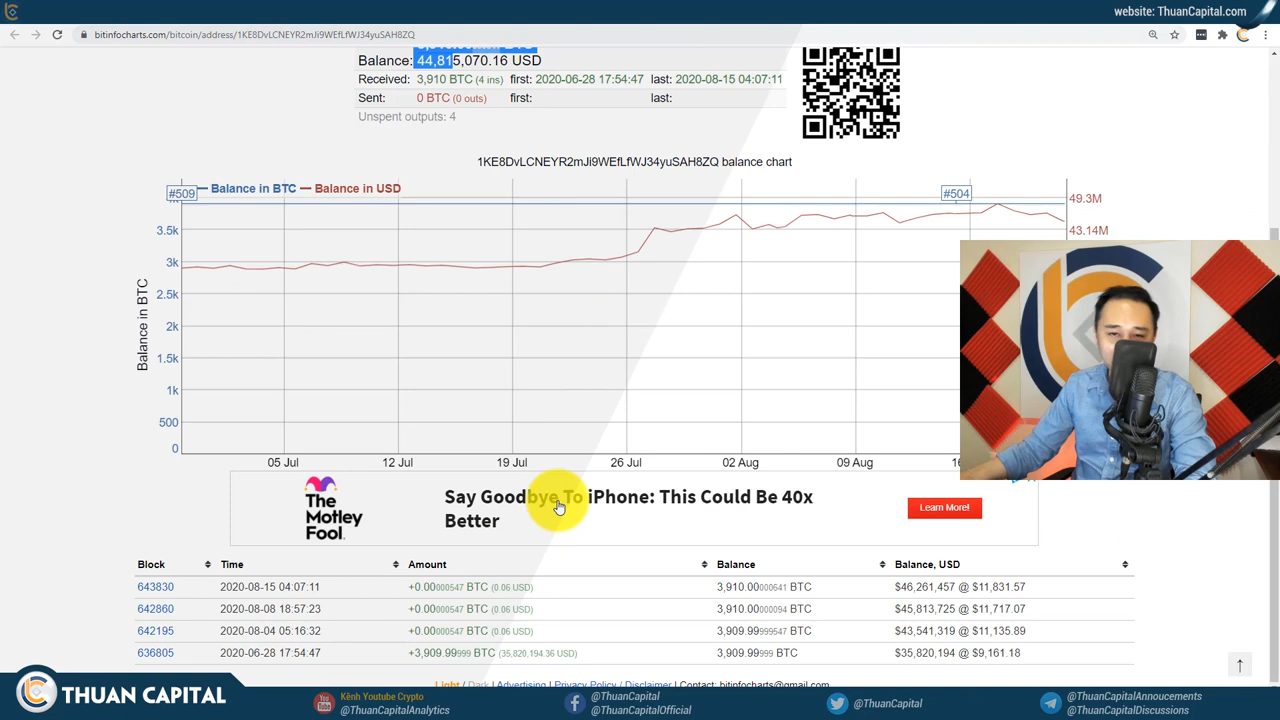 website: ThuanCapital.com
bitinfocharts.com/bitcoin/address/1KE8DvLCNEYR2mJi9WEfLfWJ34yuSAH8ZQ
Balance: 44,815,070.16 USD
Received: 3,910 BTC (4 ins) first: 2020-06-28 17:54:47 last: 2020-08-15 04:07:11
Sent: 0 BTC (0 outs) first: last:
Unspent outputs: 4
1KE8DvLCNEYR2mJi9WEfLfWJ34yuSAH8ZQ balance chart
#509 Balance in BTC Balance in USD #504
49.3M
3.5k 43.14M
3k
2.5k
2k
1.5k
1k
500
0
Balance in BTC
05 Jul 12 Jul 19 Jul 26 Jul 02 Aug 09 Aug
The Motley Fool.
Say Goodbye To iPhone: This Could Be 40x
Better
Learn More!
Block Time Amount Balance Balance, USD
643830 2020-08-15 04:07:11 +0.00000547 BTC (0.06 USD) 3,910.00000641 BTC $46,261,457 @ $11,831.57
642860 2020-08-08 18:57:23 +0.00000547 BTC (0.06 USD) 3,910.00000094 BTC $45,813,725 @ $11,717.07
642195 2020-08-04 05:16:32 +0.00000547 BTC (0.06 USD) 3,909.99999547 BTC $43,541,319 @ $11,135.89
636805 2020-06-28 17:54:47 +3,909.99999 BTC (35,820,194.36 USD) 3,909.99999 BTC $35,820,194 @ $9,161.18
Light / Dark | Advertising | Privacy Policy / Disclaimer | Contact: bitinfocharts@gmail.com
THUAN CAPITAL
Kênh Youtube Crypto
@ThuanCapitalAnalytics
@ThuanCapital
@ThuanCapitalOfficial
@ThuanCapital
@ThuanCapitalAnnoucements
@ThuanCapitalDiscussions